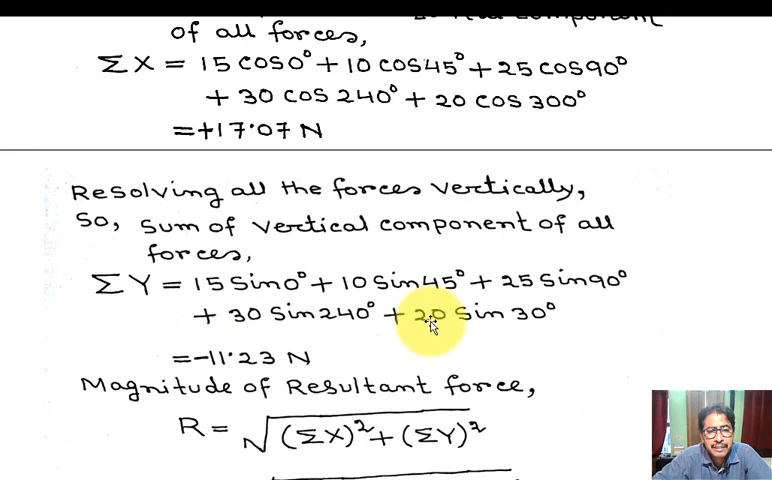 of all forces,
ΣX = 15 cos0° + 10 cos45° + 25 cos90°
+ 30 cos 240° + 20 cos 300°
= +17.07 N
Resolving all the forces vertically,
So, Sum of vertical component of all
forces,
ΣY = 15 Sin0° + 10 Sin45° + 25 Sin90°
+ 30 Sin240° + 20 Sin 30°
= -11.23 N
Magnitude of Resultant force,
R = √(ΣX)² + (ΣY)²